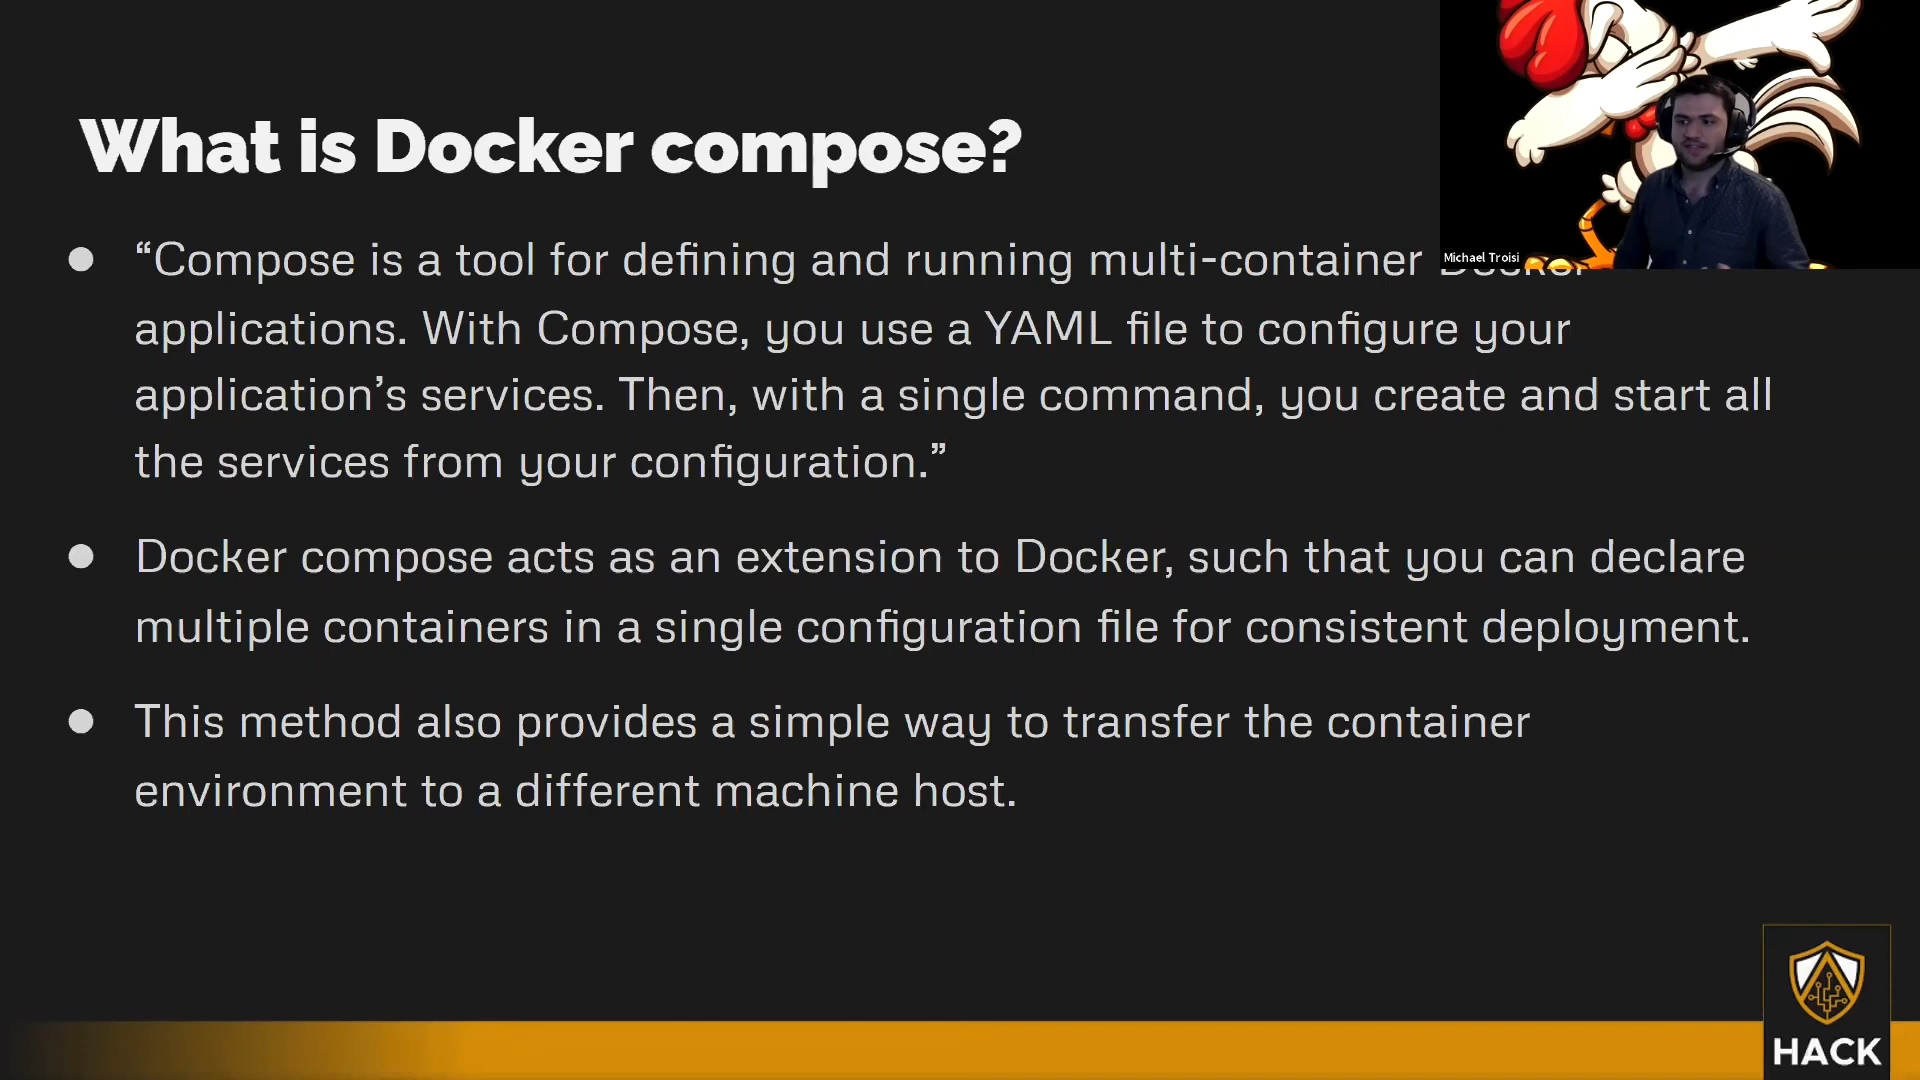 What is Docker compose?
Michael Troisi
● “Compose is a tool for defining and running multi-container
applications. With Compose, you use a YAML file to configure your
application’s services. Then, with a single command, you create and start all
the services from your configuration.”
● Docker compose acts as an extension to Docker, such that you can declare
multiple containers in a single configuration file for consistent deployment.
● This method also provides a simple way to transfer the container
environment to a different machine host.
HACK